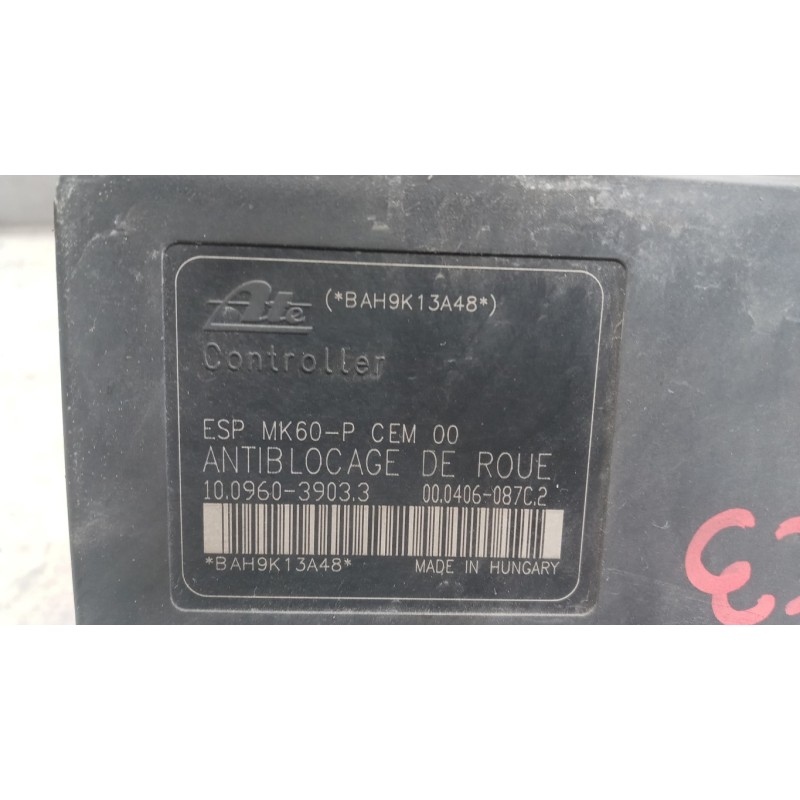 Ate (*BAH9K13A48*)
Controller
ESP MK60-P CEM 00
ANTIBLOCAGE DE ROUE
10.0960-3903.3 00.0406-087C.2
*BAH9K13A48* MADE IN HUNGARY